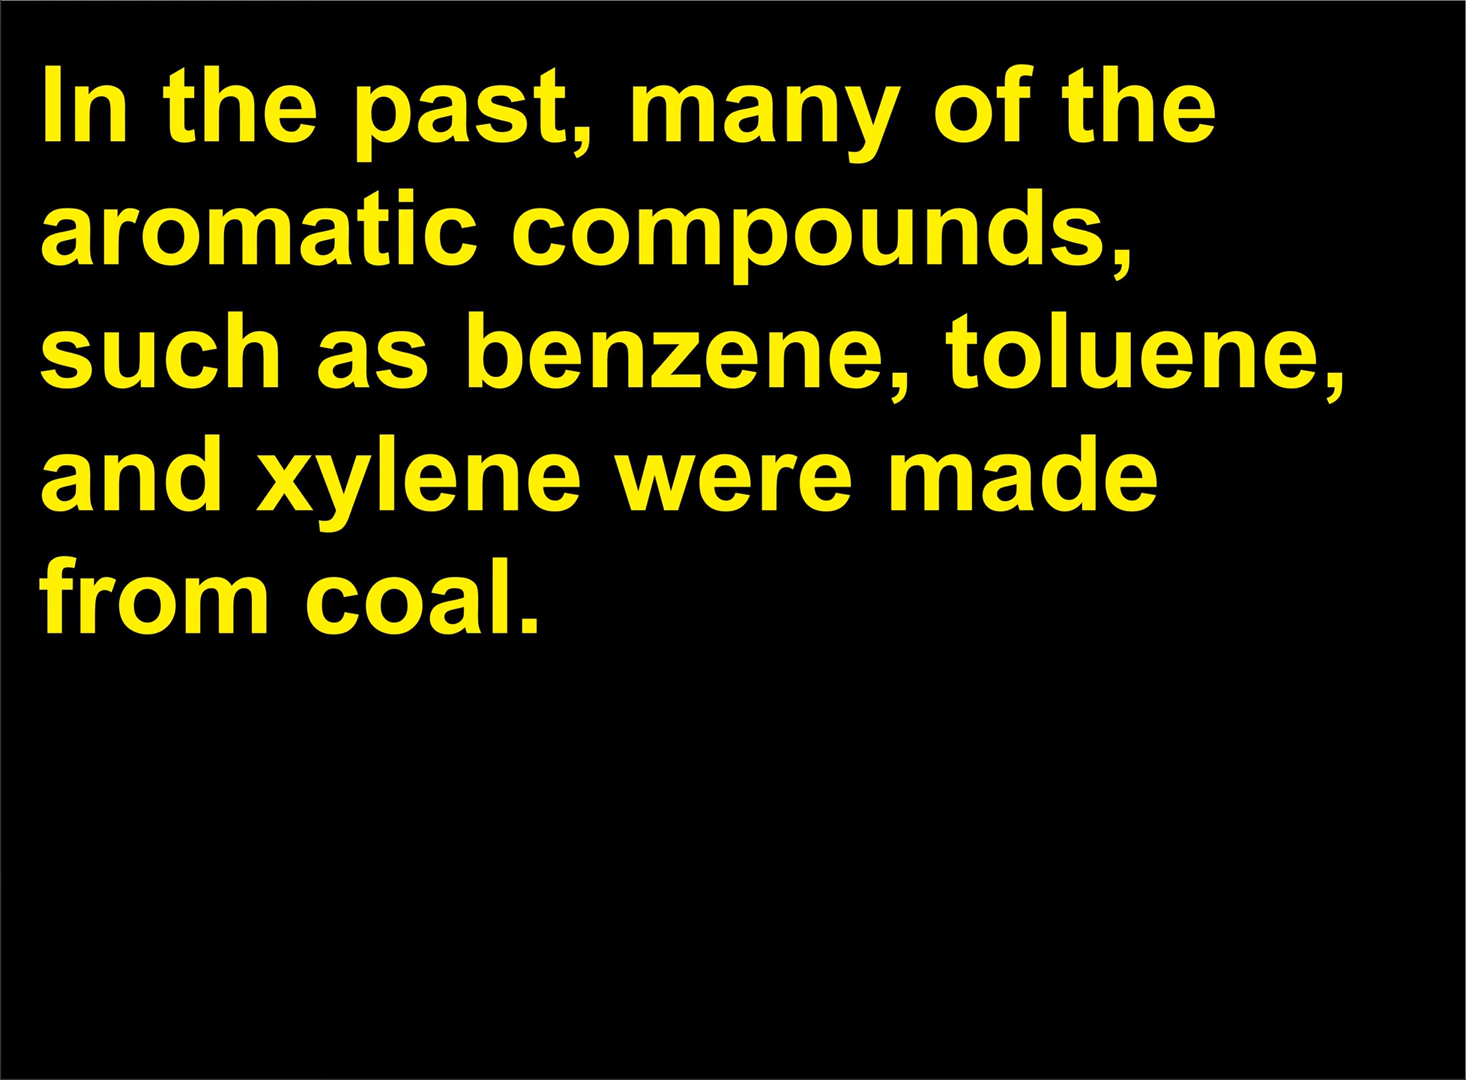 In the past, many of the
aromatic compounds,
such as benzene, toluene,
and xylene were made
from coal.